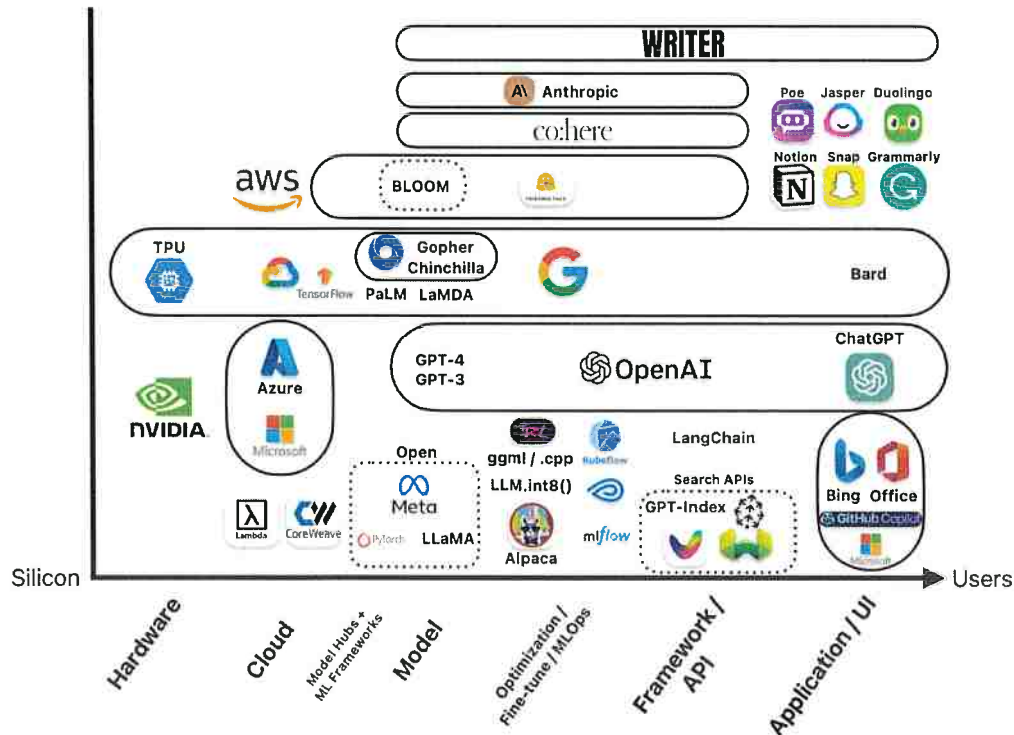 WRITER
A\ Anthropic
co:here
Poe Jasper Duolingo
Notion Snap Grammarly
N
aws
BLOOM
TPU
TensorFlow
Gopher
Chinchilla
PaLM LaMDA
Bard
Azure
Microsoft
GPT-4
GPT-3
OpenAI
ChatGPT
NVIDIA
Open
Meta
PyTorch LLaMA
Lambda
CoreWeave
ggml / .cpp
LLM.int8()
Alpaca
Kubeflow
mlflow
LangChain
Search APIs
GPT-Index
Bing Office
GitHub Copilot
Microsoft
Silicon
Users
Hardware
Cloud
Model Hubs +
ML Frameworks
Model
Optimization /
Fine-tune / MLOps
Framework /
API
Application / UI